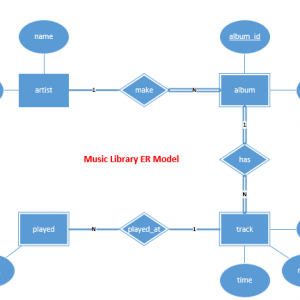 name
album_id
artist
1
make
N
album
1
Music Library ER Model
has
N
played
N
played_at
1
track
time